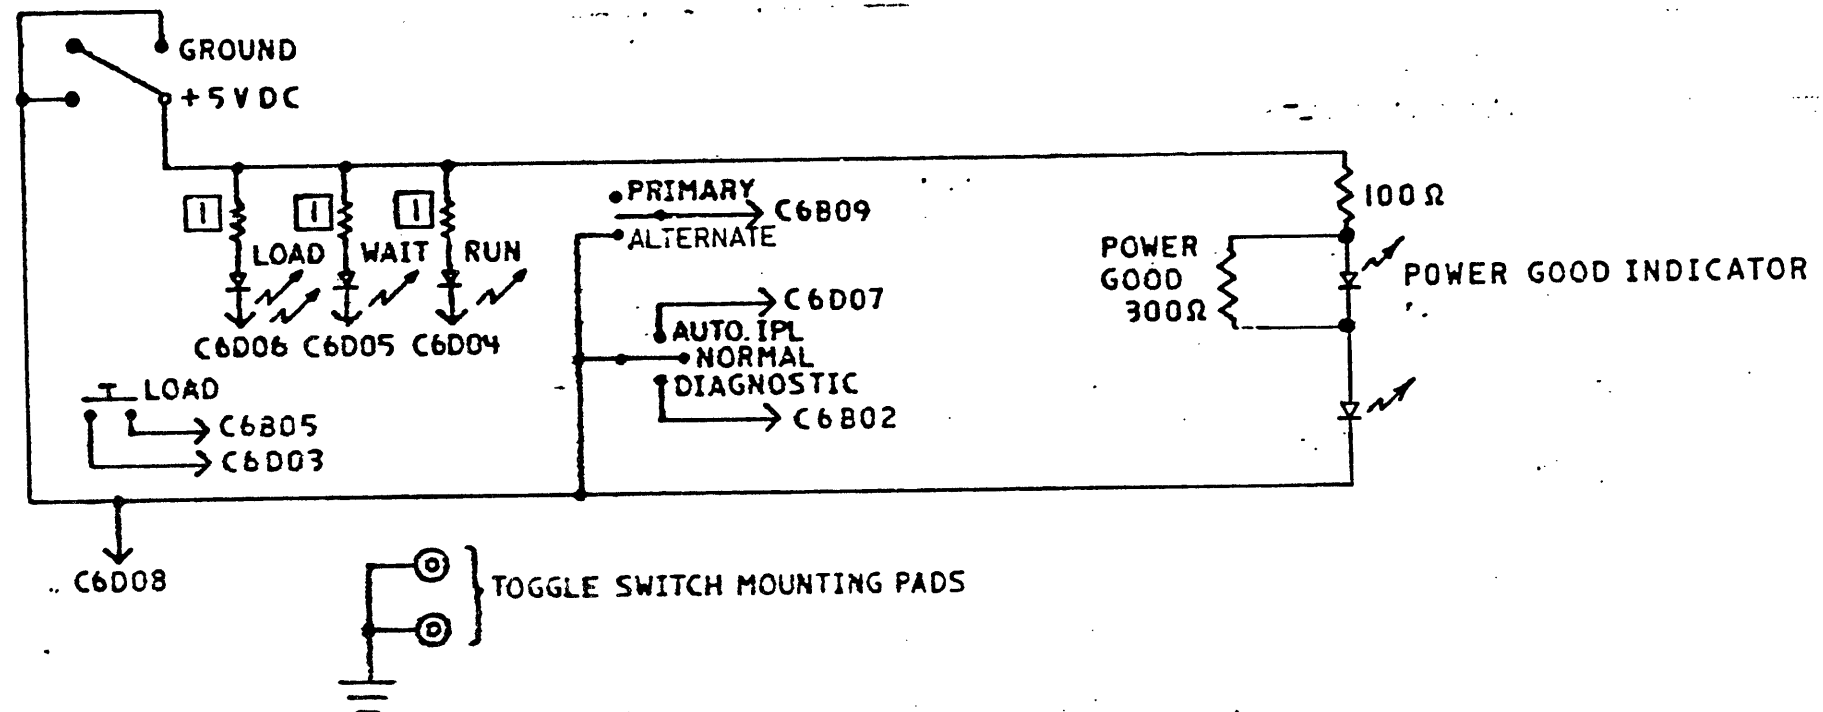 GROUND
+5VDC
1 1 1
LOAD WAIT RUN
C6D06 C6D05 C6D04
PRIMARY
C6B09
ALTERNATE
C6D07
AUTO. IPL
NORMAL
DIAGNOSTIC
C6B02
100Ω
POWER
GOOD
300Ω
POWER GOOD INDICATOR
LOAD
C6B05
C6D03
C6D08
TOGGLE SWITCH MOUNTING PADS